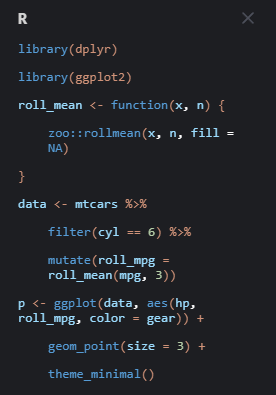 R
library(dplyr)
library(ggplot2)
roll_mean <- function(x, n) {
zoo::rollmean(x, n, fill =
NA)
}
data <- mtcars %>%
filter(cyl == 6) %>%
mutate(roll_mpg =
roll_mean(mpg, 3))
p <- ggplot(data, aes(hp,
roll_mpg, color = gear)) +
geom_point(size = 3) +
theme_minimal()